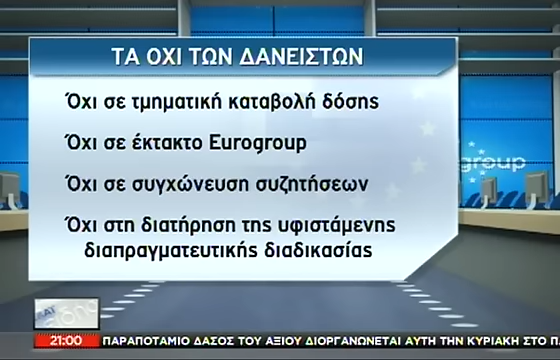 ΤΑ ΟΧΙ ΤΩΝ ΔΑΝΕΙΣΤΩΝ
Όχι σε τμηματική καταβολή δόσης
Όχι σε έκτακτο Eurogroup
Όχι σε συγχώνευση συζητήσεων
Όχι στη διατήρηση της υφιστάμενης
διαπραγματευτικής διαδικασίας
group
21:00 ΠΑΡΑΠΟΤΑΜΙΟ ΔΑΣΟΣ ΤΟΥ ΑΞΙΟΥ ΔΙΟΡΓΑΝΩΝΕΤΑΙ ΑΥΤΗ ΤΗΝ ΚΥΡΙΑΚΗ ΣΤΟ